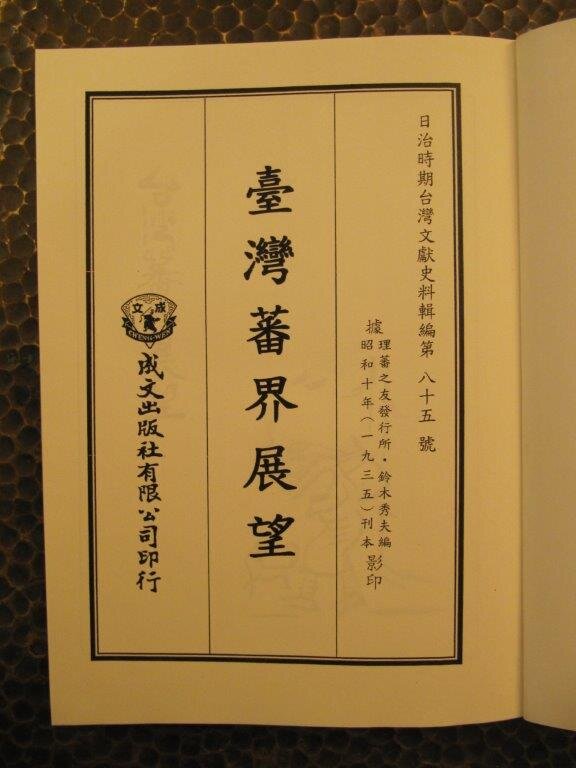 日治時期台灣文獻史料輯編第八十五號
據理蕃之友發行所・鈴木秀夫編
昭和十年(一九三五)刊本影印
臺灣蕃界展望
成文
CHENG-WEN
成文出版社有限公司印行